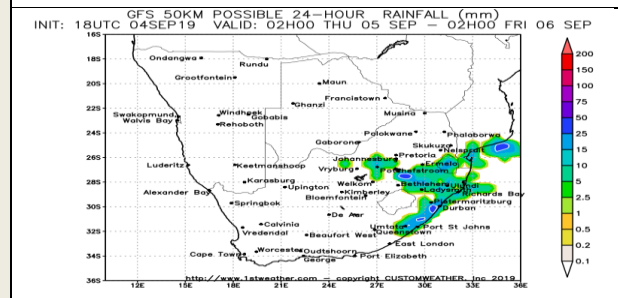 GFS 50KM POSSIBLE 24-HOUR RAINFALL (mm)
INIT: 18UTC 04SEP19 VALID: 02H00 THU 05 SEP – 02H00 FRI 06 SEP
16S
18S
20S
22S
24S
26S
28S
30S
32S
34S
36S
Ondangwa
Rundu
Grootfontein
Maun
Francistown
Ghanzi
Musina
Swakopmund
Walvis Bay
Windhoek
Gobabis
Rehoboth
Polokwane
Phalaborwa
Gaborone
Skukuza
Nelspruit
Pretoria
Johannesburg
Luderitz
Keetmanshoop
Vryburg
Ermelo
Potchefstroom
Karasburg
Upington
Welkom
Bethlehem
Ulundi
Alexander Bay
Kimberley
Ladysmith
Richards Bay
Springbok
Bloemfontein
Pietermaritzburg
Durban
De Aar
Calvinia
Vredendal
Umtata
Port St Johns
Beaufort West
Queenstown
East London
Cape Town
Worcester
Oudtshoorn
George
Port Elizabeth
http://www.1stweather.com – copyright CUSTOMWEATHER, Inc 2019
12E 15E 18E 21E 24E 27E 30E 33E 36E
200
150
100
75
50
25
20
15
10
5
2.5
1
0.5
0.2
0.1